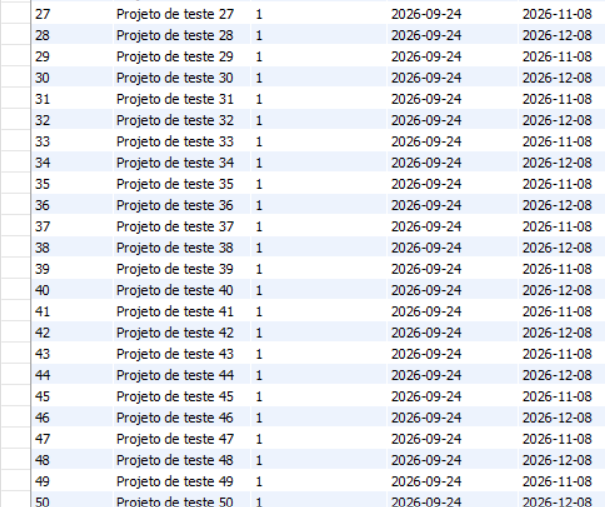 27 Projeto de teste 27 1 2026-09-24 2026-11-08
28 Projeto de teste 28 1 2026-09-24 2026-12-08
29 Projeto de teste 29 1 2026-09-24 2026-11-08
30 Projeto de teste 30 1 2026-09-24 2026-12-08
31 Projeto de teste 31 1 2026-09-24 2026-11-08
32 Projeto de teste 32 1 2026-09-24 2026-12-08
33 Projeto de teste 33 1 2026-09-24 2026-11-08
34 Projeto de teste 34 1 2026-09-24 2026-12-08
35 Projeto de teste 35 1 2026-09-24 2026-11-08
36 Projeto de teste 36 1 2026-09-24 2026-12-08
37 Projeto de teste 37 1 2026-09-24 2026-11-08
38 Projeto de teste 38 1 2026-09-24 2026-12-08
39 Projeto de teste 39 1 2026-09-24 2026-11-08
40 Projeto de teste 40 1 2026-09-24 2026-12-08
41 Projeto de teste 41 1 2026-09-24 2026-11-08
42 Projeto de teste 42 1 2026-09-24 2026-12-08
43 Projeto de teste 43 1 2026-09-24 2026-11-08
44 Projeto de teste 44 1 2026-09-24 2026-12-08
45 Projeto de teste 45 1 2026-09-24 2026-11-08
46 Projeto de teste 46 1 2026-09-24 2026-12-08
47 Projeto de teste 47 1 2026-09-24 2026-11-08
48 Projeto de teste 48 1 2026-09-24 2026-12-08
49 Projeto de teste 49 1 2026-09-24 2026-11-08
50 Projeto de teste 50 1 2026-09-24 2026-12-08